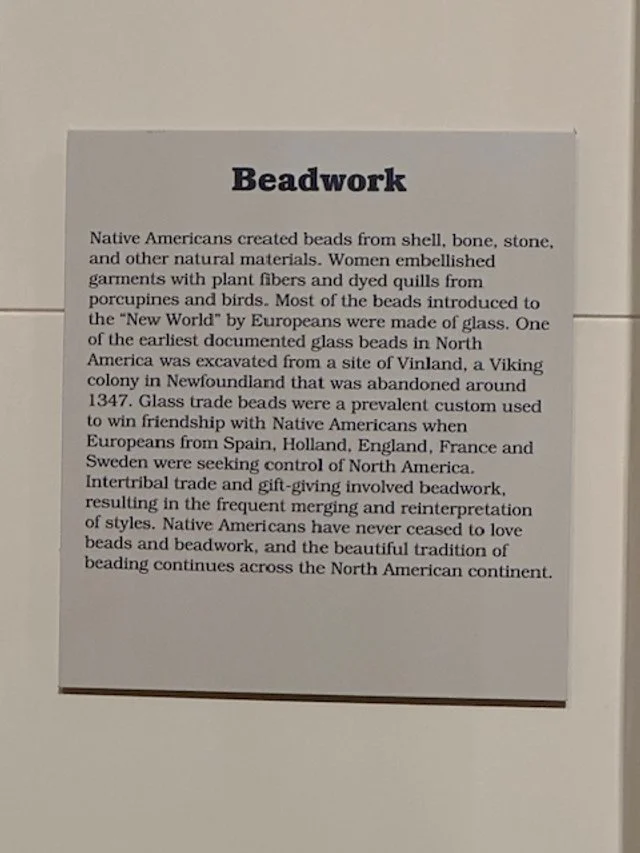 Beadwork
Native Americans created beads from shell, bone, stone,
and other natural materials. Women embellished
garments with plant fibers and dyed quills from
porcupines and birds. Most of the beads introduced to
the “New World” by Europeans were made of glass. One
of the earliest documented glass beads in North
America was excavated from a site of Vinland, a Viking
colony in Newfoundland that was abandoned around
1347. Glass trade beads were a prevalent custom used
to win friendship with Native Americans when
Europeans from Spain, Holland, England, France and
Sweden were seeking control of North America.
Intertribal trade and gift-giving involved beadwork,
resulting in the frequent merging and reinterpretation
of styles. Native Americans have never ceased to love
beads and beadwork, and the beautiful tradition of
beading continues across the North American continent.